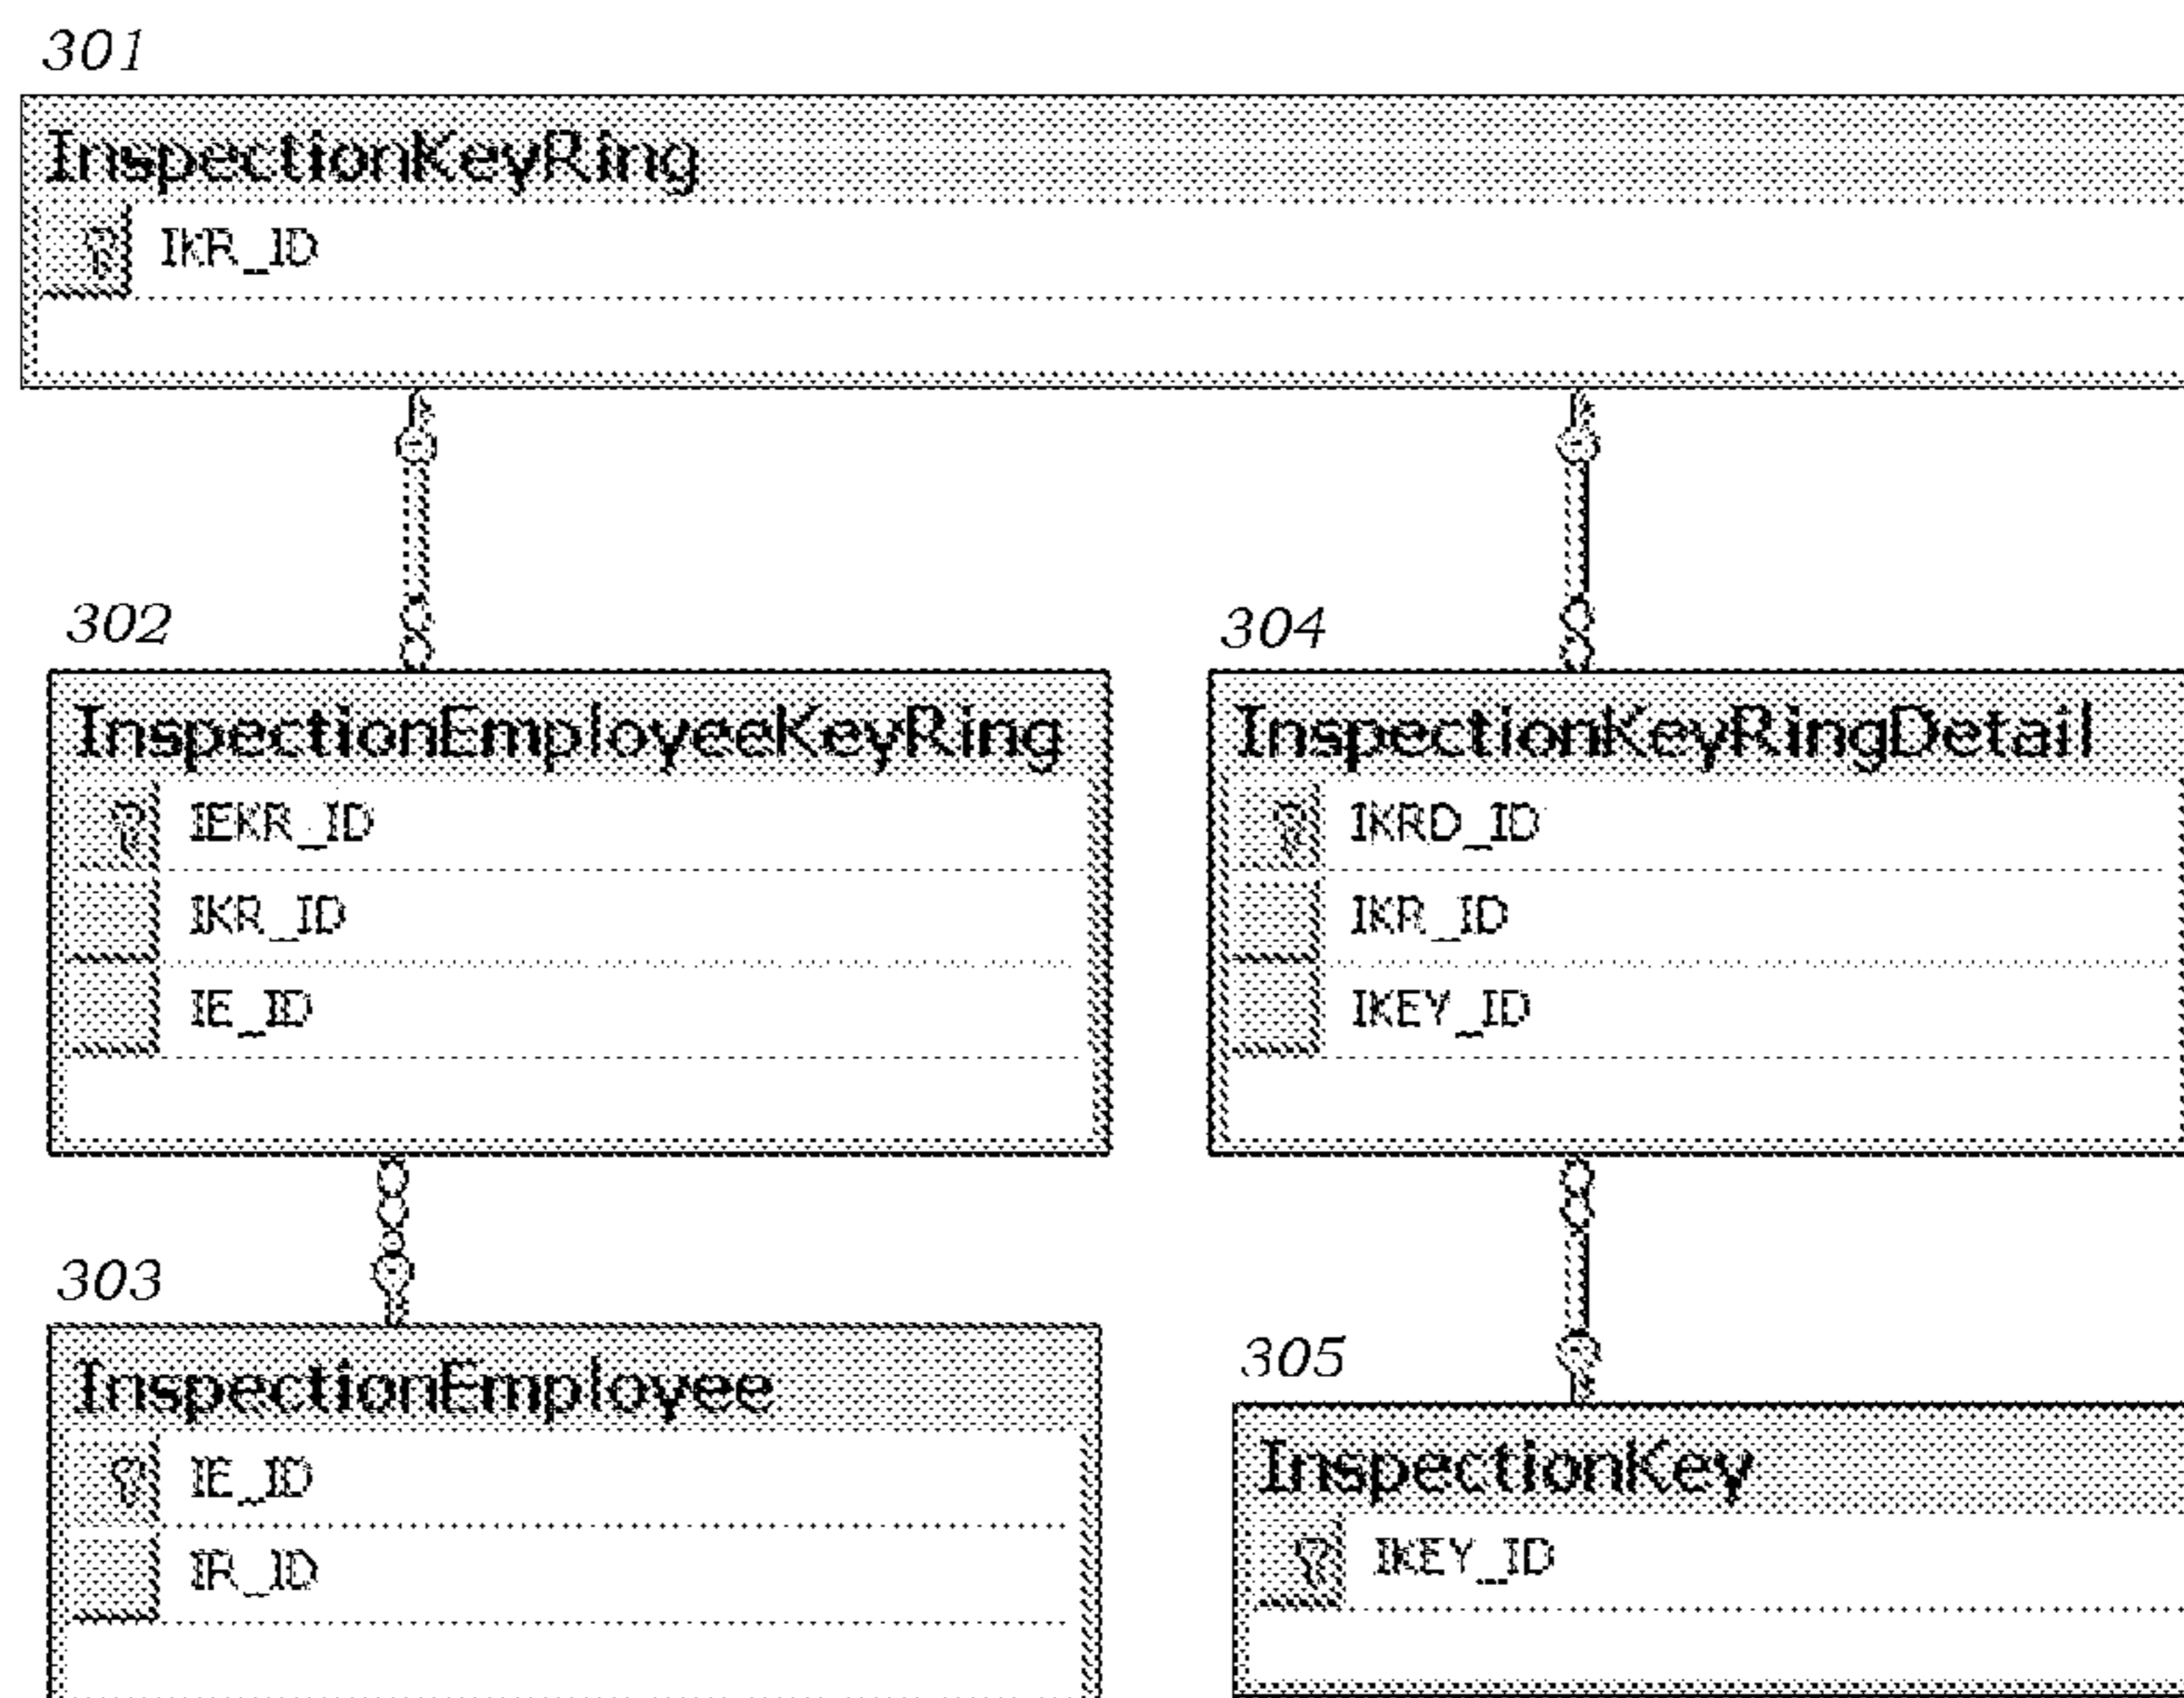 301
InspectionKeyRing
IKR_ID
302
InspectionEmployeeKeyRing
IEKR_ID
IKR_ID
IE_ID
304
InspectionKeyRingDetail
IKRD_ID
IKR_ID
IKEY_ID
303
InspectionEmployee
IE_ID
IR_ID
305
InspectionKey
IKEY_ID